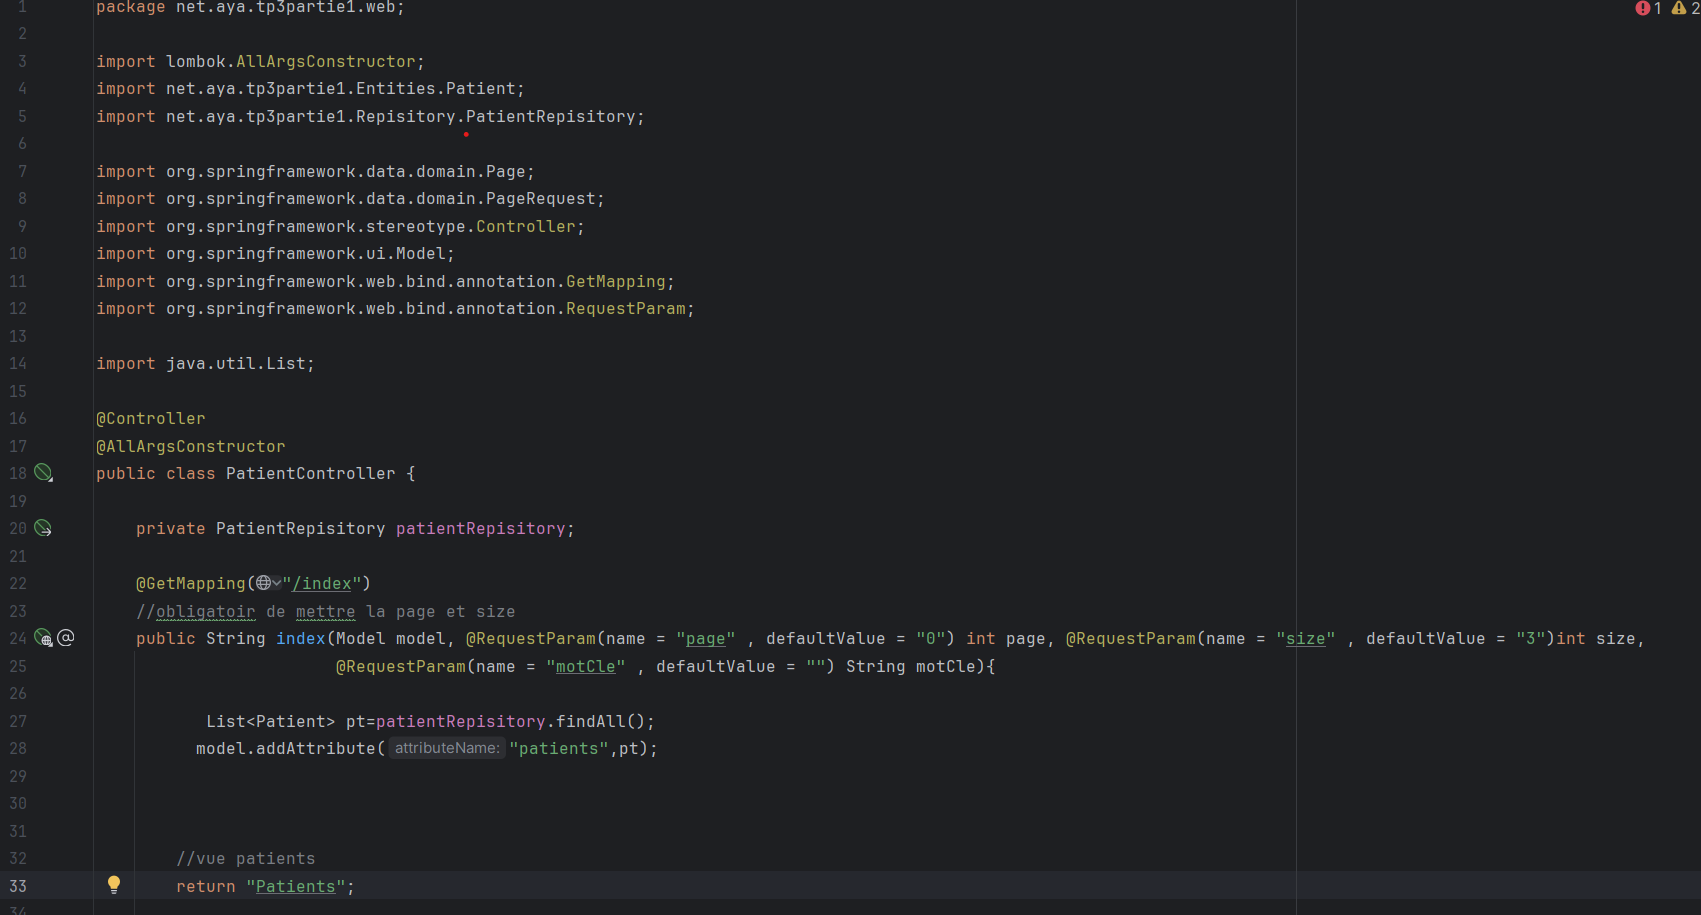 1 package net.aya.tp3partie1.web;
1 2
2
3 import lombok.AllArgsConstructor;
4 import net.aya.tp3partie1.Entities.Patient;
5 import net.aya.tp3partie1.Repisitory.PatientRepisitory;
6
7 import org.springframework.data.domain.Page;
8 import org.springframework.data.domain.PageRequest;
9 import org.springframework.stereotype.Controller;
10 import org.springframework.ui.Model;
11 import org.springframework.web.bind.annotation.GetMapping;
12 import org.springframework.web.bind.annotation.RequestParam;
13
14 import java.util.List;
15
16 @Controller
17 @AllArgsConstructor
18 public class PatientController {
19
20 private PatientRepisitory patientRepisitory;
21
22 @GetMapping("/index")
23 //obligatoir de mettre la page et size
24 public String index(Model model, @RequestParam(name = "page" , defaultValue = "0") int page, @RequestParam(name = "size" , defaultValue = "3")int size,
25 @RequestParam(name = "motCle" , defaultValue = "") String motCle){
26
27 List<Patient> pt=patientRepisitory.findAll();
28 model.addAttribute( attributeName: "patients",pt);
29
30
31
32 //vue patients
33 return "Patients";
34